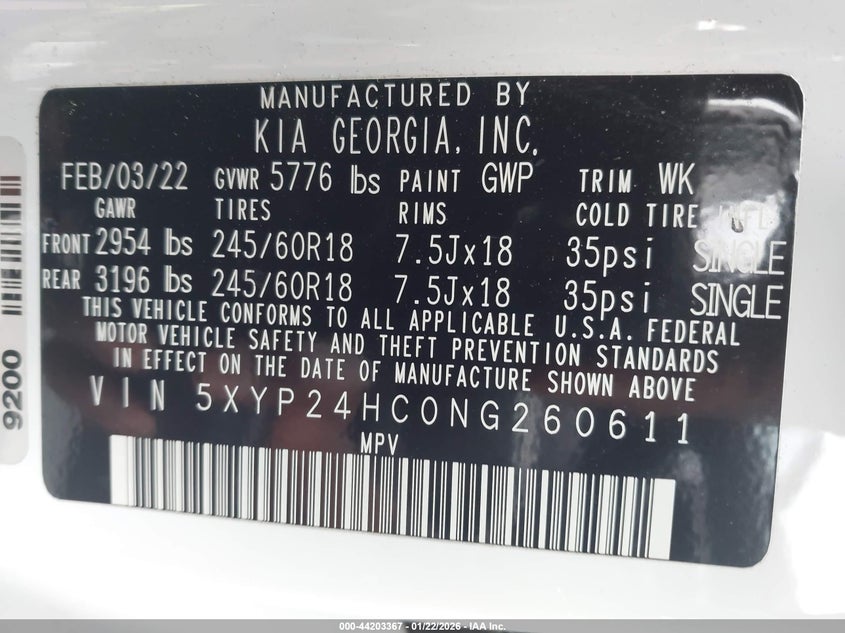 MANUFACTURED BY
KIA GEORGIA, INC.
FEB/03/22 GVWR 5776 lbs PAINT GWP TRIM WK
GAWR TIRES RIMS COLD TIRE INFL
FRONT 2954 lbs 245/60R18 7.5Jx18 35psi SINGLE
REAR 3196 lbs 245/60R18 7.5Jx18 35psi SINGLE
THIS VEHICLE CONFORMS TO ALL APPLICABLE U.S.A. FEDERAL
MOTOR VEHICLE SAFETY AND THEFT PREVENTION STANDARDS
IN EFFECT ON THE DATE OF MANUFACTURE SHOWN ABOVE
VIN 5XYP24HC0NG260611
MPV
9200
000-44203367 - 01/22/2026 - IAA Inc.